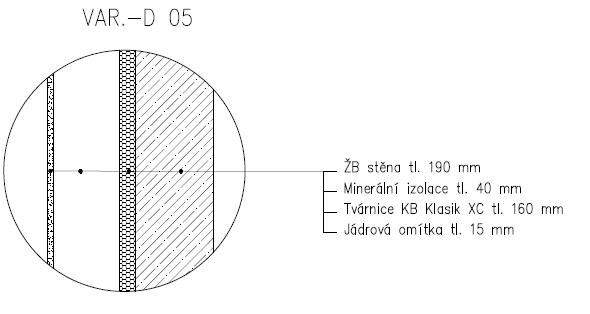 VAR.-D 05
ŽB stěna tl. 190 mm
Minerální izolace tl. 40 mm
Tvárnice KB Klasik XC tl. 160 mm
Jádrová omítka tl. 15 mm